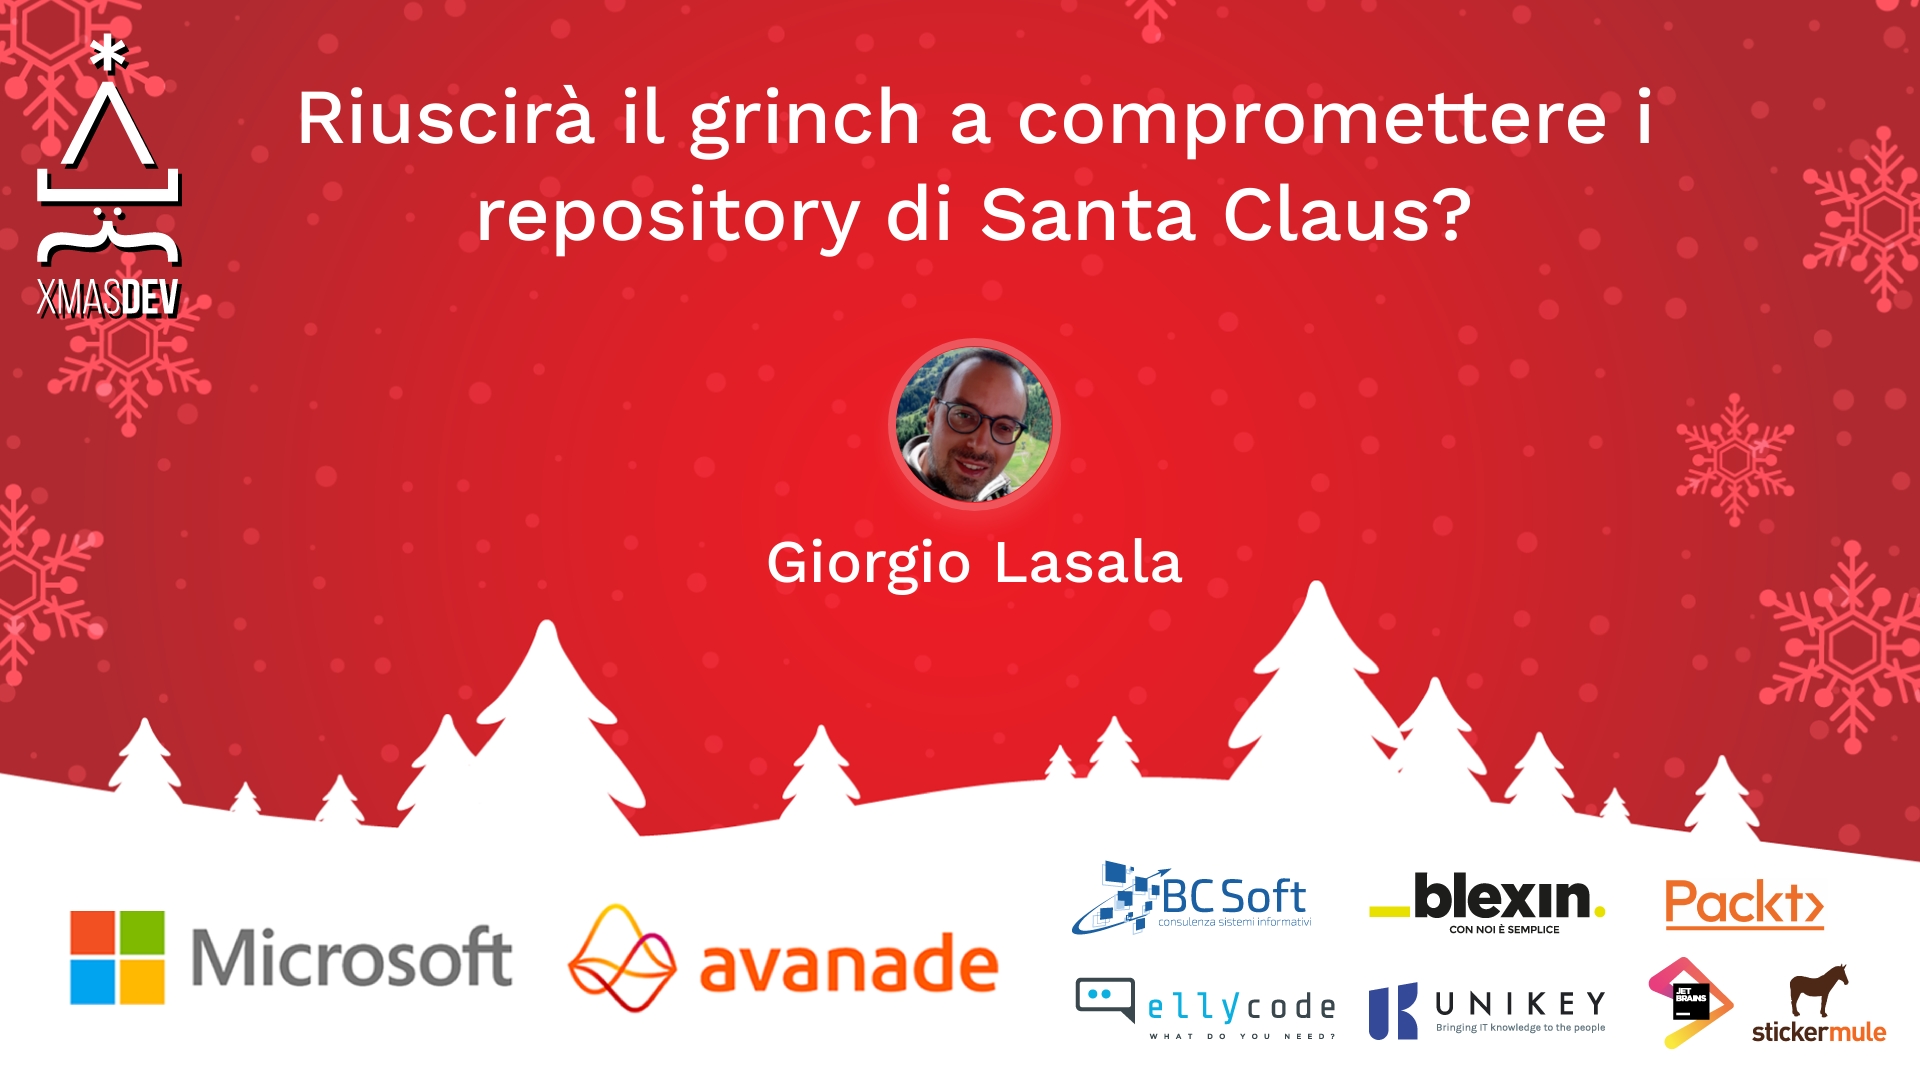 Riuscirà il grinch a compromettere i
repository di Santa Claus?
XMASDEV
Giorgio Lasala
Microsoft
avanade
BC Soft
consulenza sistemi informativi
blexin.
CON NOI È SEMPLICE
Packt>
ellycode
WHAT DO YOU NEED?
UNIKEY
Bringing IT knowledge to the people
JET
BRAINS
stickermule